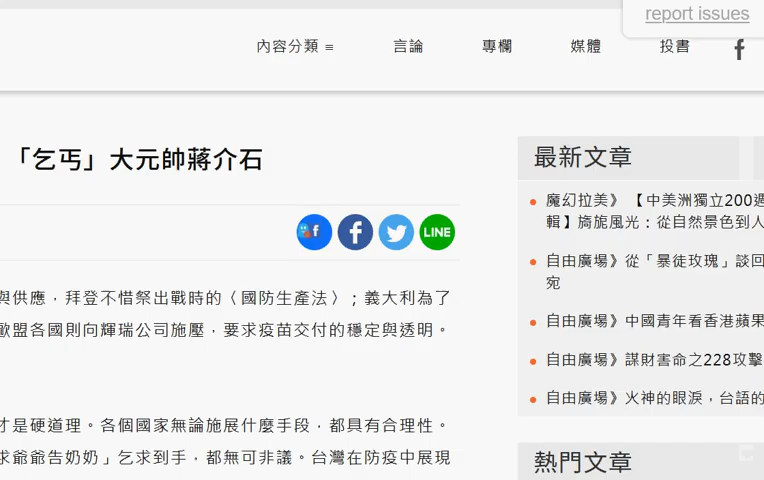 report issues
內容分類 ≡
言論
專欄
媒體
投書
「乞丐」大元帥蔣介石
LINE
與供應，拜登不惜祭出戰時的〈國防生產法〉；義大利為了
歐盟各國則向輝瑞公司施壓，要求疫苗交付的穩定與透明。
才是硬道理。各個國家無論施展什麼手段，都具有合理性。
求爺爺告奶奶」乞求到手，都無可非議。台灣在防疫中展現
最新文章
魔幻拉美》【中美洲獨立200週
輯】旖旎風光：從自然景色到人
自由廣場》從「暴徒玫瑰」談回
宛
自由廣場》中國青年看香港蘋果
自由廣場》謀財害命之228攻擊
自由廣場》火神的眼淚，台語的
熱門文章